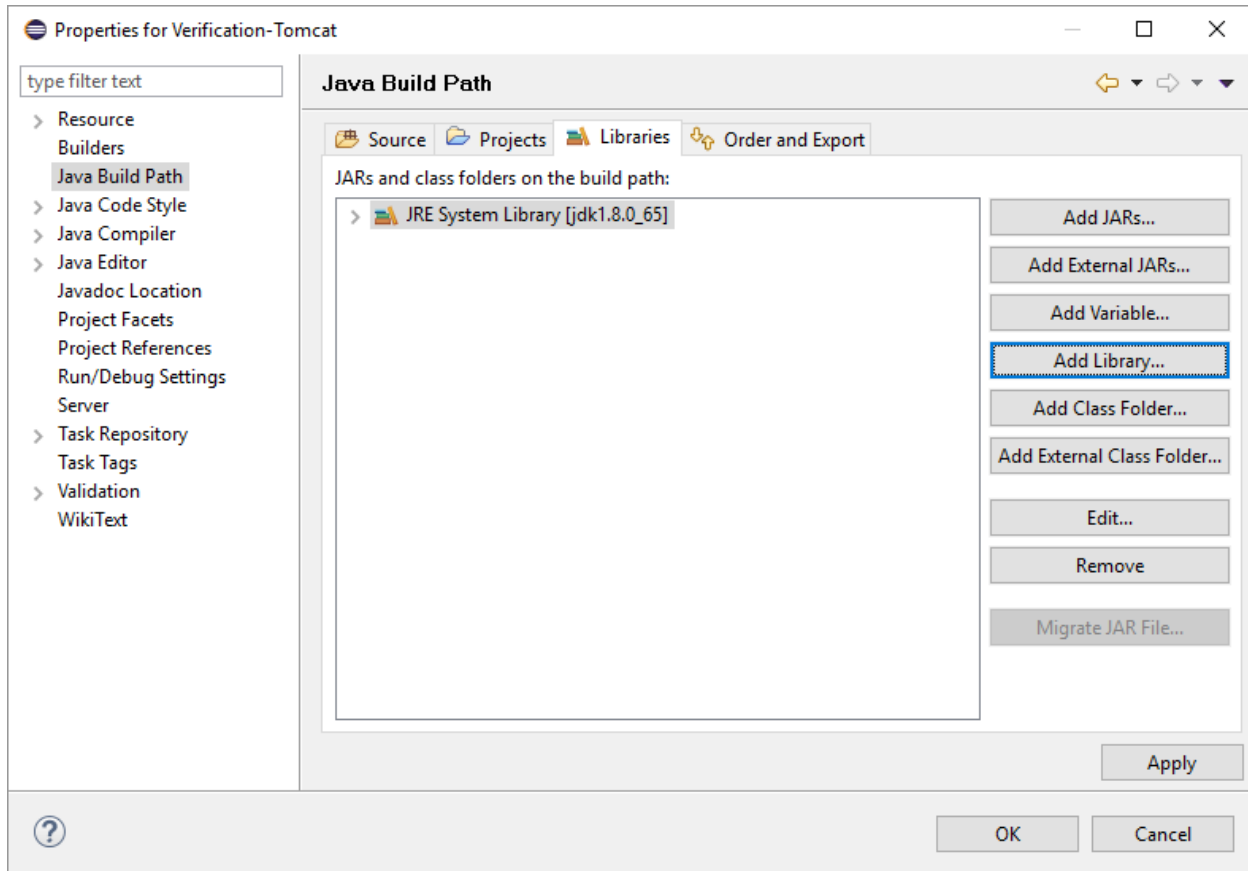 Properties for Verification-Tomcat
type filter text
Resource
Builders
Java Build Path
Java Code Style
Java Compiler
Java Editor
Javadoc Location
Project Facets
Project References
Run/Debug Settings
Server
Task Repository
Task Tags
Validation
WikiText
Java Build Path
Source Projects Libraries Order and Export
JARs and class folders on the build path:
JRE System Library [jdk1.8.0_65]
Add JARs...
Add External JARs...
Add Variable...
Add Library...
Add Class Folder...
Add External Class Folder...
Edit...
Remove
Migrate JAR File...
Apply
? OK Cancel